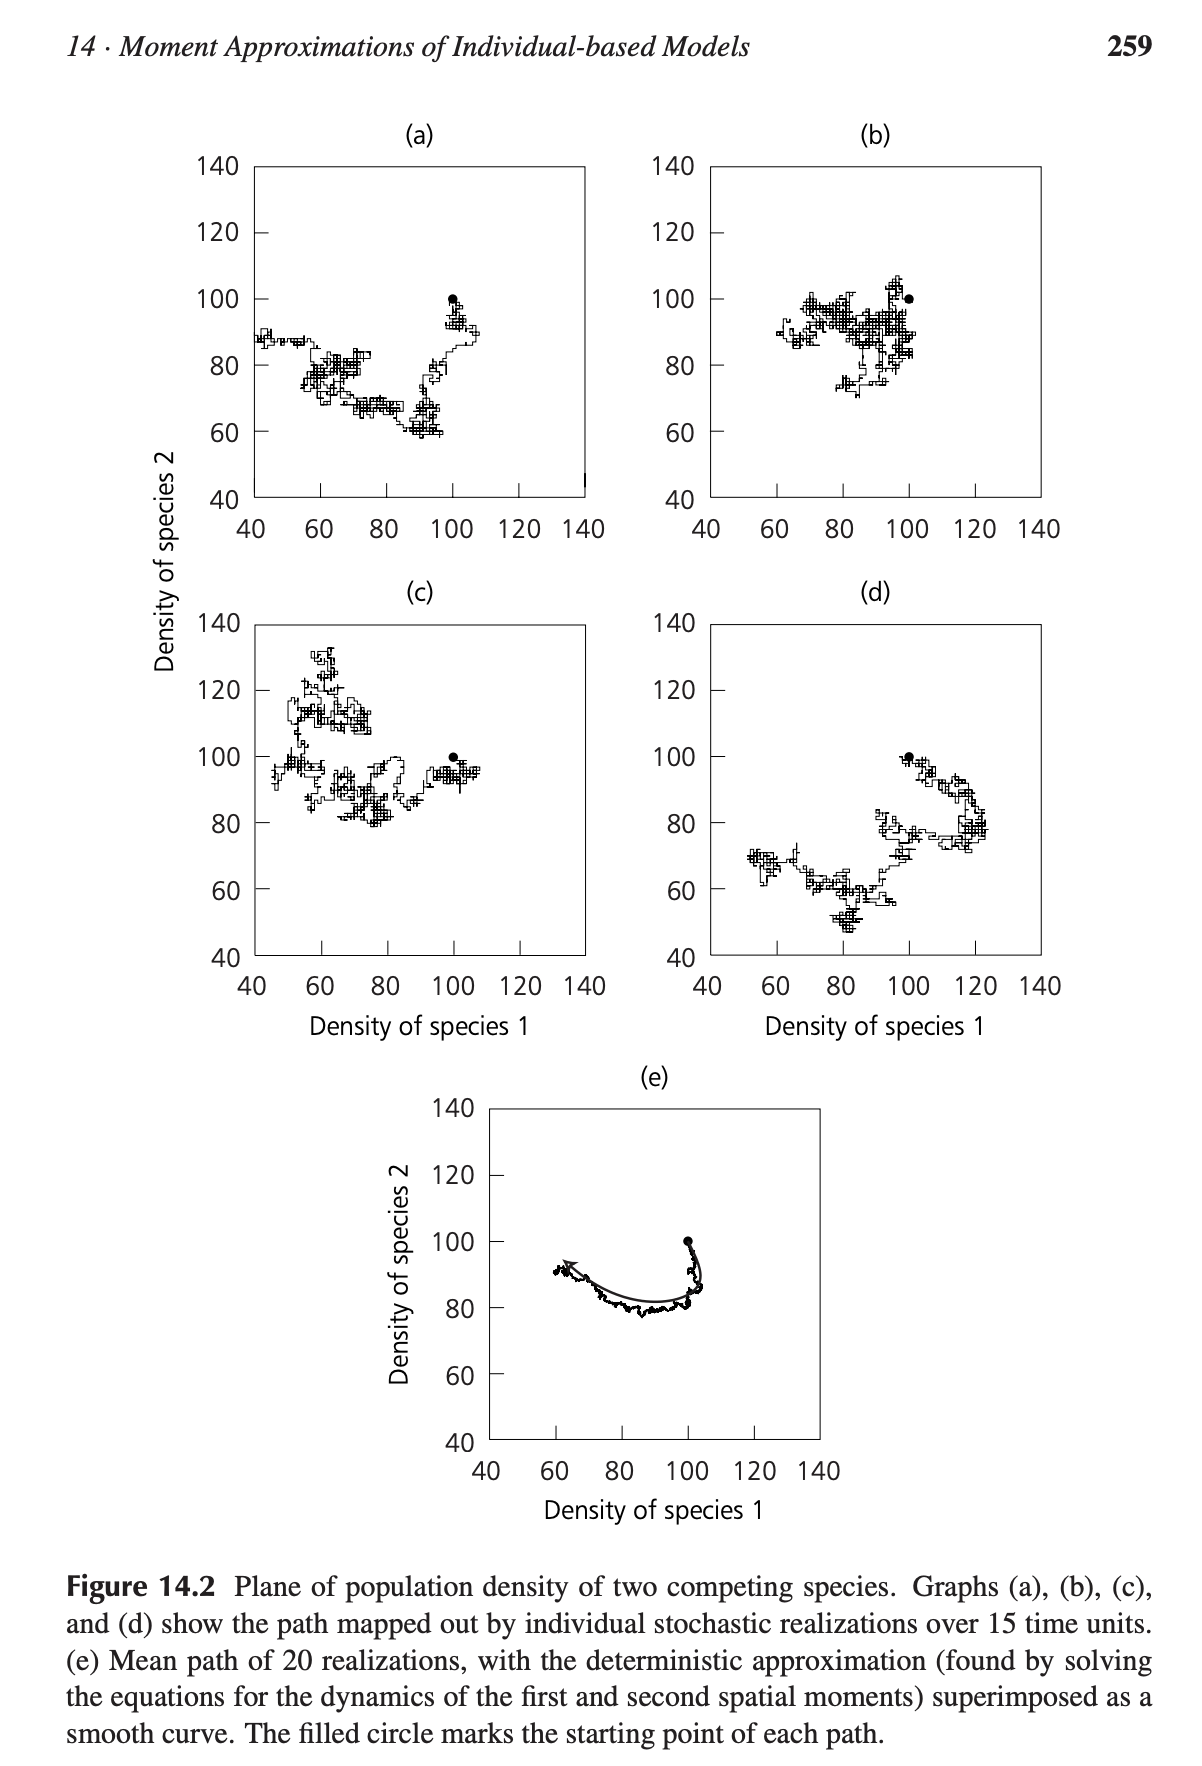 14 · Moment Approximations of Individual-based Models 259
(a) (b)
140 140
120 120
100 100
80 80
60 60
40 40
40 60 80 100 120 140 40 60 80 100 120 140
Density of species 2
(c) (d)
140 140
120 120
100 100
80 80
60 60
40 40
40 60 80 100 120 140 40 60 80 100 120 140
Density of species 1 Density of species 1
(e)
140
120
100
80
60
40
Density of species 2
40 60 80 100 120 140
Density of species 1
Figure 14.2 Plane of population density of two competing species. Graphs (a), (b), (c),
and (d) show the path mapped out by individual stochastic realizations over 15 time units.
(e) Mean path of 20 realizations, with the deterministic approximation (found by solving
the equations for the dynamics of the first and second spatial moments) superimposed as a
smooth curve. The filled circle marks the starting point of each path.